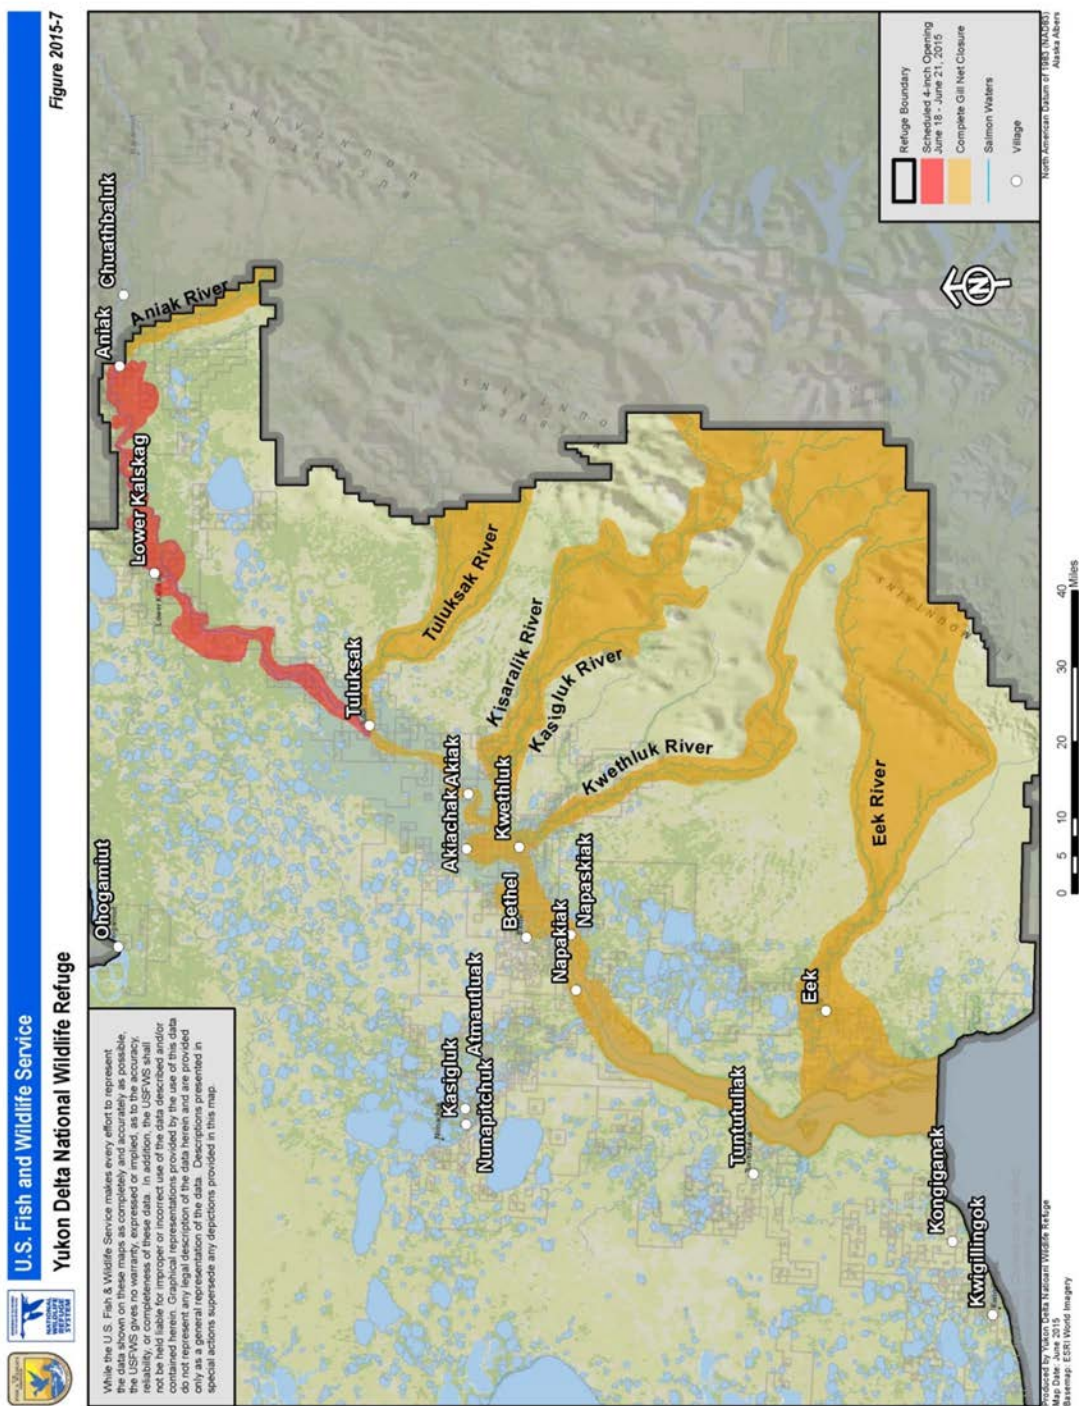 U.S. Fish and Wildlife Service
Yukon Delta National Wildlife Refuge
Figure 2015-7
NATIONAL
WILDLIFE
REFUGE
SYSTEM
While the U.S. Fish & Wildlife Service makes every effort to represent
the data shown on these maps as completely and accurately as possible,
the USFWS gives no warranty, expressed or implied, as to the accuracy,
reliability, or completeness of these data. In addition, the USFWS shall
not be held liable for improper or incorrect use of the data described and/or
contained herein. Graphical representations provided by the use of this data
do not represent any legal description of the data herein and are provided
only as a general representation of the data. Descriptions presented in
special actions supersede any depictions provided in this map.
Ohogamiut
Lower Kalskag
Aniak
Chuathbaluk
Aniak River
Tuluksak
Tuluksak River
Akiachak
Akiak
Kwethluk
Kisaralik River
Kasigluk River
Kwethluk River
Bethel
Kasigluk
Nunapitchuk
Atmautluak
Napakiak
Napaskiak
Tuntutuliak
Eek
Eek River
Kongiganak
Kwigillingok
KILBUCK
MOUNTAINS
MOUNTAINS
MOUNTAINS
N
Refuge Boundary
Scheduled 4-inch Opening
June 18 - June 21, 2015
Complete Gill Net Closure
Salmon Waters
Village
Produced by Yukon Delta Natioanl Wildlife Refuge
Map Date: June 2015
Basemap: ESRI World Imagery
0 5 10 20 30 40
Miles
North American Datum of 1983 (NAD83)
Alaska Albers